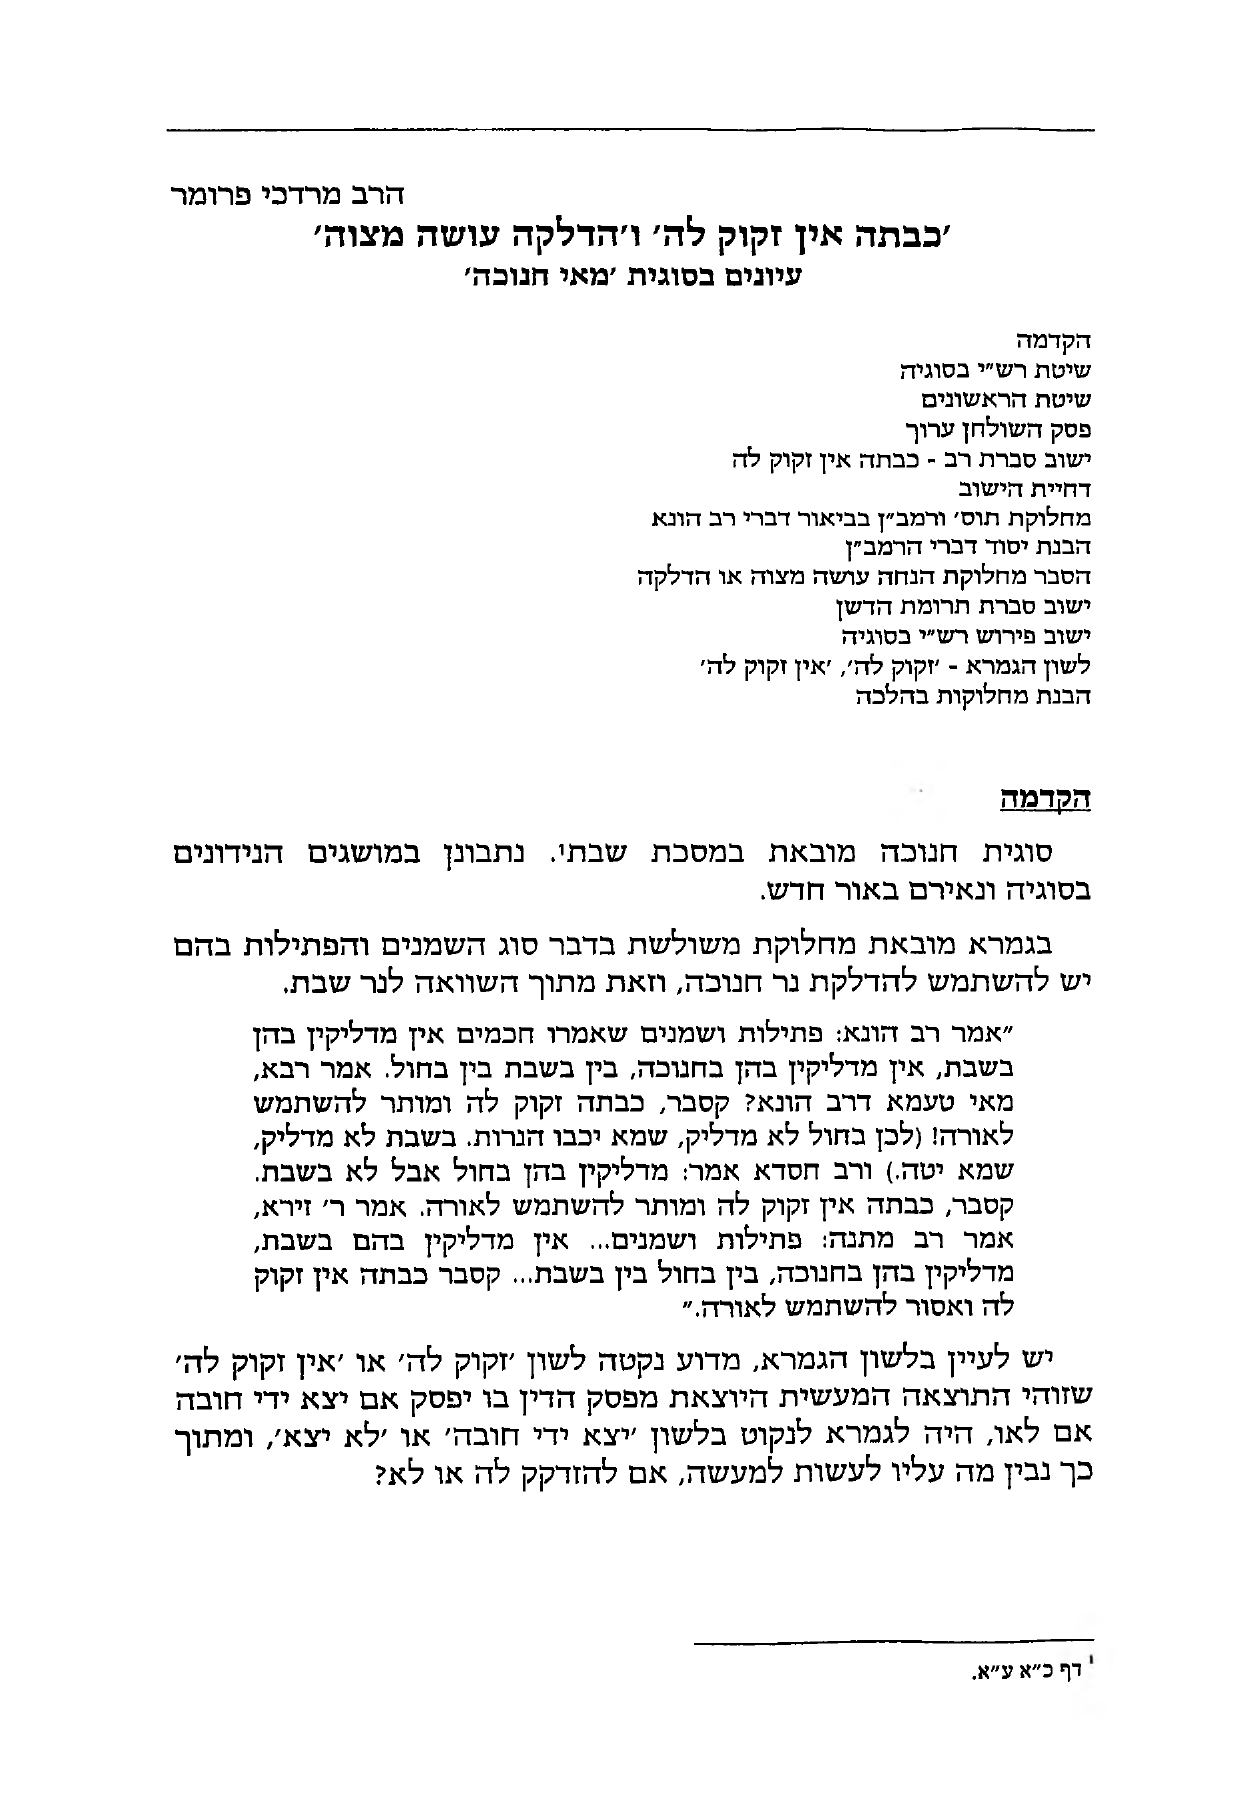 הרב מרדכי פרומר
'כבתה אין זקוק לה' ו'הדלקה עושה מצוה'
עיונים בסוגית 'מאי חנוכה'
הקדמה
שיטת רש"י בסוגיה
שיטת הראשונים
פסק השולחן ערוך
ישוב סברת רב - כבתה אין זקוק לה
דחיית הישוב
מחלוקת תוס' ורמב"ן בביאור דברי רב הונא
הבנת יסוד דברי הרמב"ן
הסבר מחלוקת הנחה עושה מצוה או הדלקה
ישוב סברת תרומת הדשן
ישוב פירוש רש"י בסוגיה
לשון הגמרא - 'זקוק לה', 'אין זקוק לה'
הבנת מחלוקות בהלכה
הקדמה
סוגית חנוכה מובאת במסכת שבת¹. נתבונן במושגים הנידונים
בסוגיה ונאירם באור חדש.
בגמרא מובאת מחלוקת משולשת בדבר סוג השמנים והפתילות בהם
יש להשתמש להדלקת נר חנוכה, וזאת מתוך השוואה לנר שבת.
"אמר רב הונא: פתילות ושמנים שאמרו חכמים אין מדליקין בהן
בשבת, אין מדליקין בהן בחנוכה, בין בשבת בין בחול. אמר רבא,
מאי טעמא דרב הונא? קסבר, כבתה זקוק לה ומותר להשתמש
לאורה! (לכן בחול לא מדליק, שמא יכבו הנרות. בשבת לא מדליק,
שמא יטה.) ורב חסדא אמר: מדליקין בהן בחול אבל לא בשבת.
קסבר, כבתה אין זקוק לה ומותר להשתמש לאורה. אמר ר' זירא,
אמר רב מתנה: פתילות ושמנים... אין מדליקין בהם בשבת,
מדליקין בהן בחנוכה, בין בחול בין בשבת... קסבר כבתה אין זקוק
לה ואסור להשתמש לאורה."
יש לעיין בלשון הגמרא, מדוע נקטה לשון 'זקוק לה' או 'אין זקוק לה'
שזוהי התוצאה המעשית היוצאת מפסק הדין בו יפסק אם יצא ידי חובה
אם לאו, היה לגמרא לנקוט בלשון 'יצא ידי חובה' או 'לא יצא', ומתוך
כך נבין מה עליו לעשות למעשה, אם להזדקק לה או לא?
¹ דף כ"א ע"א.